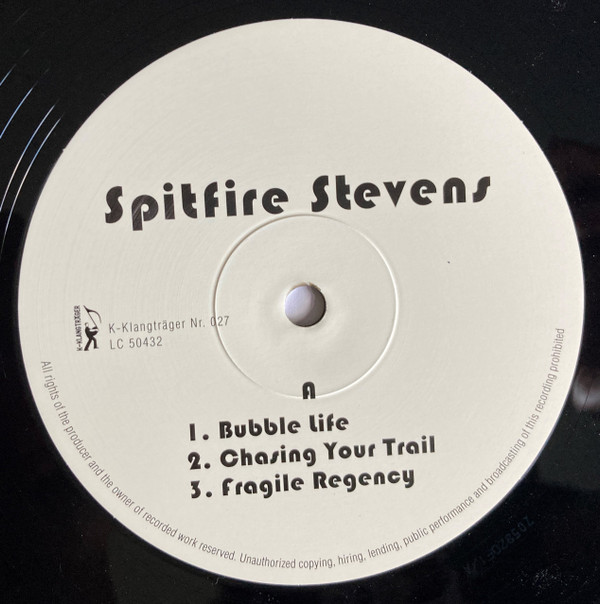 Spitfire Stevens
K-KLANGTRÄGER
K-Klangträger Nr. 027
LC 50432
A
1. Bubble Life
2. Chasing Your Trail
3. Fragile Regency
All rights of the producer and the owner of recorded work reserved. Unauthorized copying, hiring, lending, public performance and broadcasting of this recording prohibited